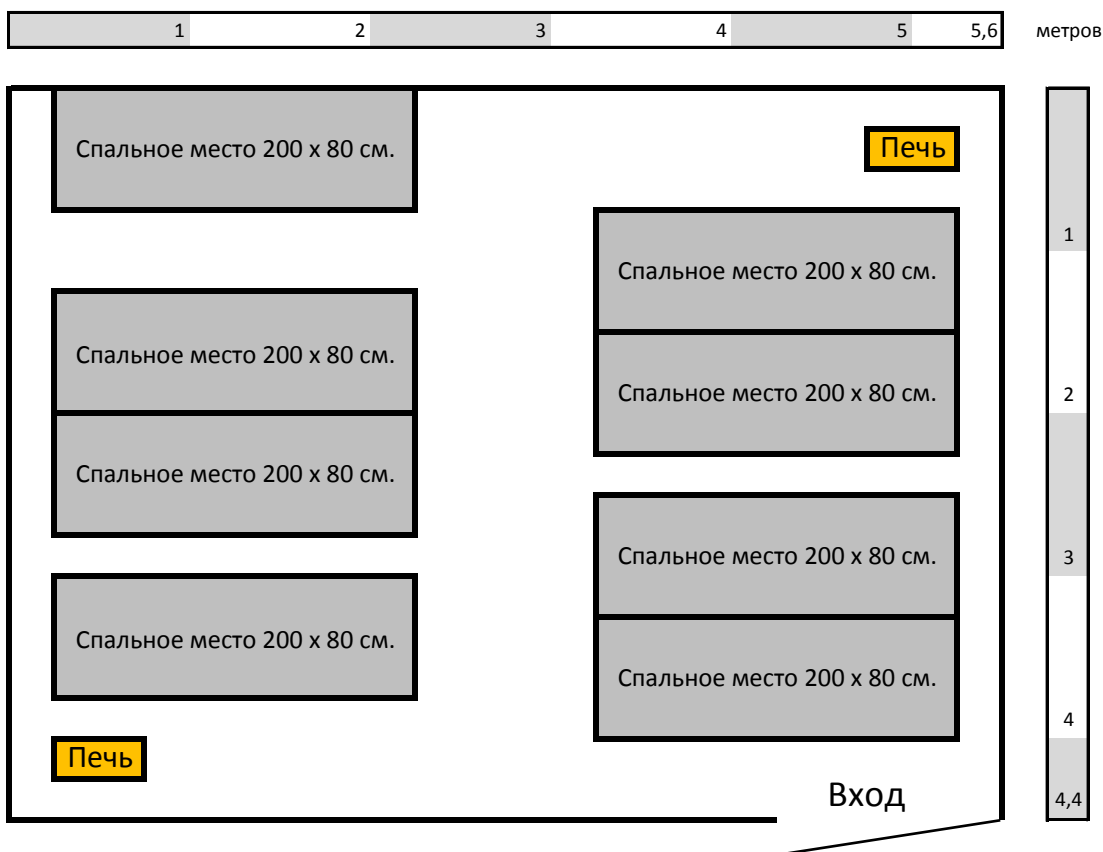 1 2 3 4 5 5,6 метров
Спальное место 200 х 80 см.
Печь
1
Спальное место 200 х 80 см.
Спальное место 200 х 80 см.
2
Спальное место 200 х 80 см.
Спальное место 200 х 80 см.
3
Спальное место 200 х 80 см.
Спальное место 200 х 80 см.
Спальное место 200 х 80 см.
4
Печь
Вход
4,4